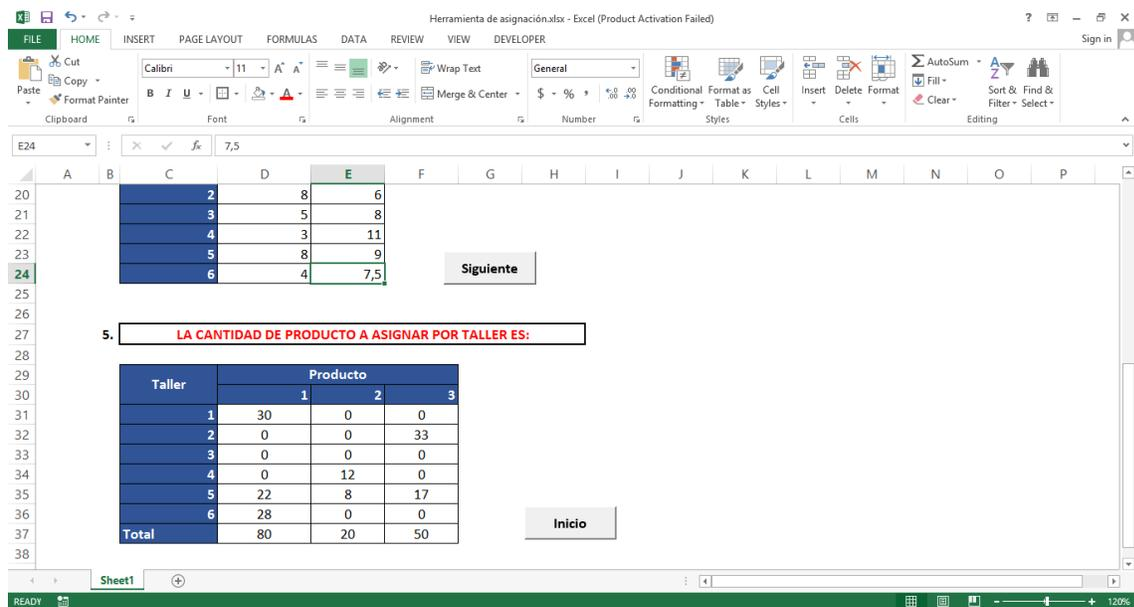 Herramienta de asignación.xlsx - Excel (Product Activation Failed)
FILE HOME INSERT PAGE LAYOUT FORMULAS DATA REVIEW VIEW DEVELOPER Sign in
Cut
Copy
Format Painter
Paste
Clipboard
Calibri 11
B I U
Font
Wrap Text
Merge & Center
Alignment
General
$ % ,
Number
Conditional Formatting
Format as Table
Cell Styles
Styles
Insert Delete Format
Cells
AutoSum
Fill
Clear
Sort & Filter
Find & Select
Editing
E24 fx 7,5
A B C D E F G H I J K L M N O P
20 2 8 6
21 3 5 8
22 4 3 11
23 5 8 9
24 6 4 7,5
Siguiente
25
26
27 5. LA CANTIDAD DE PRODUCTO A ASIGNAR POR TALLER ES:
28
29 Taller Producto
30 1 2 3
31 1 30 0 0
32 2 0 0 33
33 3 0 0 0
34 4 0 12 0
35 5 22 8 17
36 6 28 0 0
Inicio
37 Total 80 20 50
38
Sheet1
READY 120%